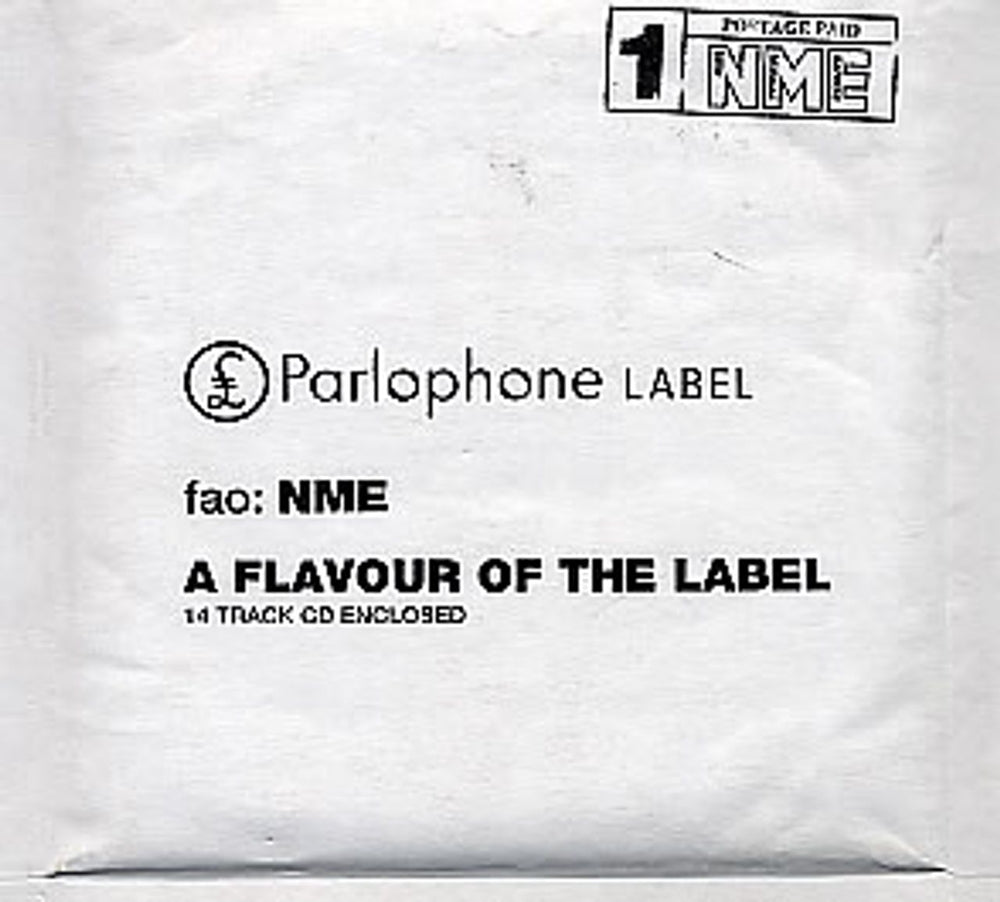 1 POSTAGE PAID
NME
£ Parlophone LABEL
fao: NME
A FLAVOUR OF THE LABEL
14 TRACK CD ENCLOSED